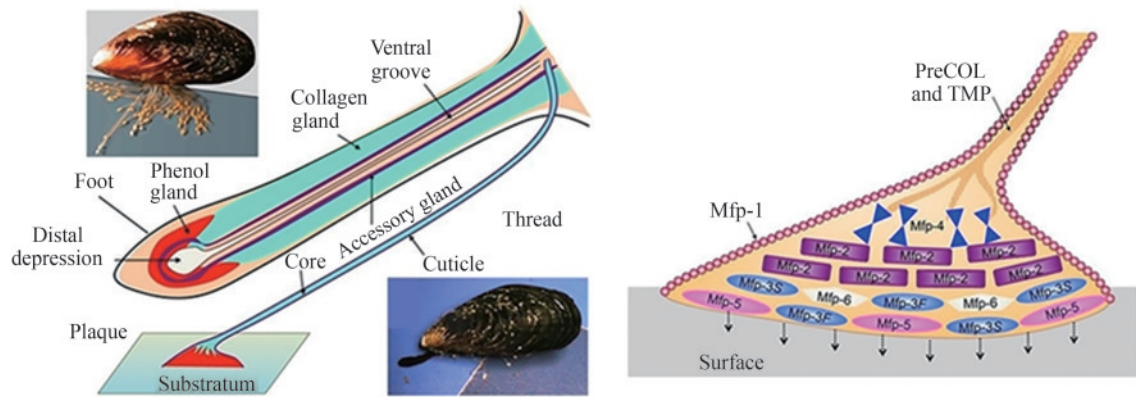 Ventral
groove
Collagen
gland
Phenol
gland
Foot
Distal
depression
Accessory gland
Thread
Core
Cuticle
Plaque
Substratum
PreCOL
and TMP
Mfp-1
Mfp-4
Mfp-2 Mfp-2 Mfp-2
Mfp-2 Mfp-2 Mfp-2 Mfp-2
Mfp-3S Mfp-6 Mfp-3F Mfp-6 Mfp-3S
Mfp-5 Mfp-3F Mfp-5 Mfp-3S Mfp-5
Surface